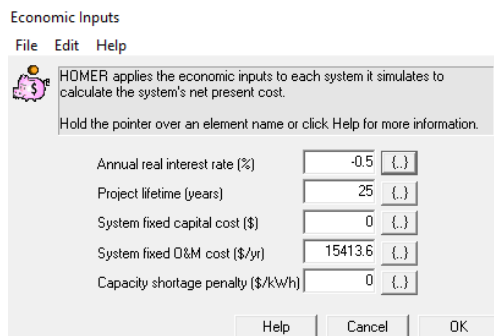 Economic Inputs
File Edit Help
HOMER applies the economic inputs to each system it simulates to
calculate the system's net present cost.
Hold the pointer over an element name or click Help for more information.
Annual real interest rate (%) -0.5 {..}
Project lifetime (years) 25 {..}
System fixed capital cost ($) 0 {..}
System fixed O&M cost ($/yr) 15413.6 {..}
Capacity shortage penalty ($/kWh) 0 {..}
Help Cancel OK